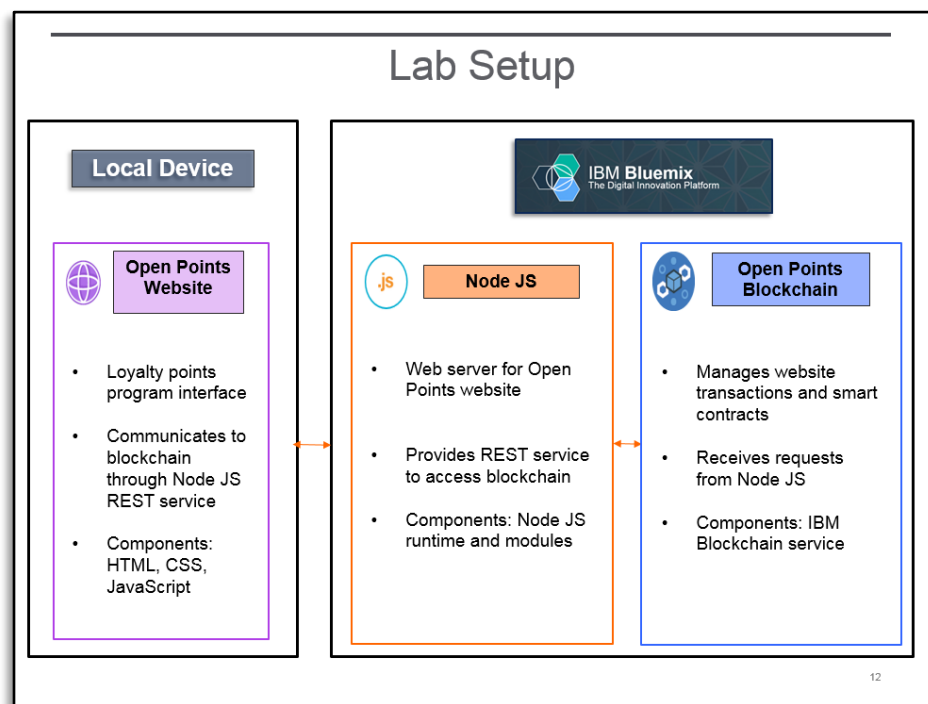 Lab Setup
Local Device
IBM Bluemix
The Digital Innovation Platform
Open Points
Website
• Loyalty points
program interface
• Communicates to
blockchain
through Node JS
REST service
• Components:
HTML, CSS,
JavaScript
.js
Node JS
• Web server for Open
Points website
• Provides REST service
to access blockchain
• Components: Node JS
runtime and modules
Open Points
Blockchain
• Manages website
transactions and smart
contracts
• Receives requests
from Node JS
• Components: IBM
Blockchain service
12